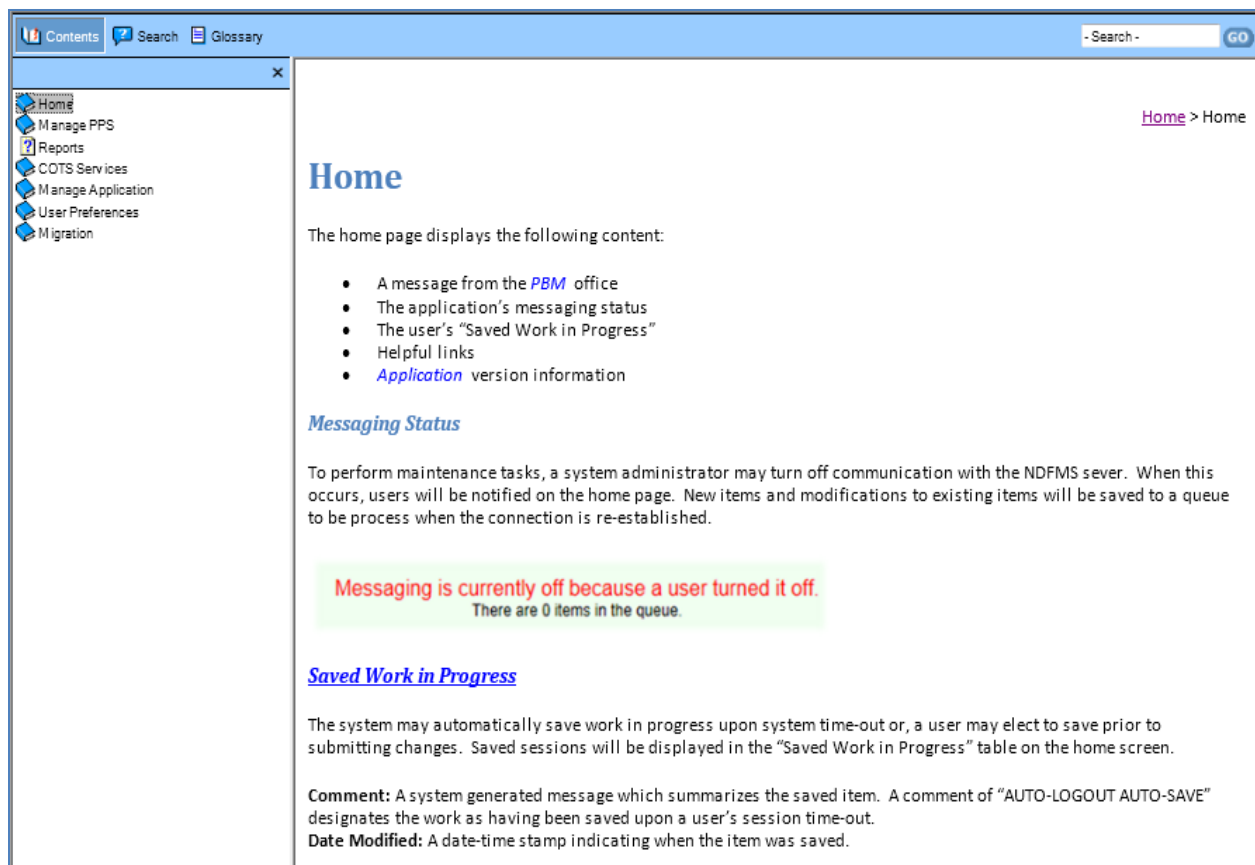 Contents Search Glossary - Search - GO
×
Home
Manage PPS
Reports
COTS Services
Manage Application
User Preferences
Migration
Home > Home
Home
The home page displays the following content:
• A message from the PBM office
• The application's messaging status
• The user's “Saved Work in Progress”
• Helpful links
• Application version information
Messaging Status
To perform maintenance tasks, a system administrator may turn off communication with the NDFMS sever. When this
occurs, users will be notified on the home page. New items and modifications to existing items will be saved to a queue
to be process when the connection is re-established.
Messaging is currently off because a user turned it off.
There are 0 items in the queue.
Saved Work in Progress
The system may automatically save work in progress upon system time-out or, a user may elect to save prior to
submitting changes. Saved sessions will be displayed in the “Saved Work in Progress” table on the home screen.
Comment: A system generated message which summarizes the saved item. A comment of “AUTO-LOGOUT AUTO-SAVE”
designates the work as having been saved upon a user's session time-out.
Date Modified: A date-time stamp indicating when the item was saved.